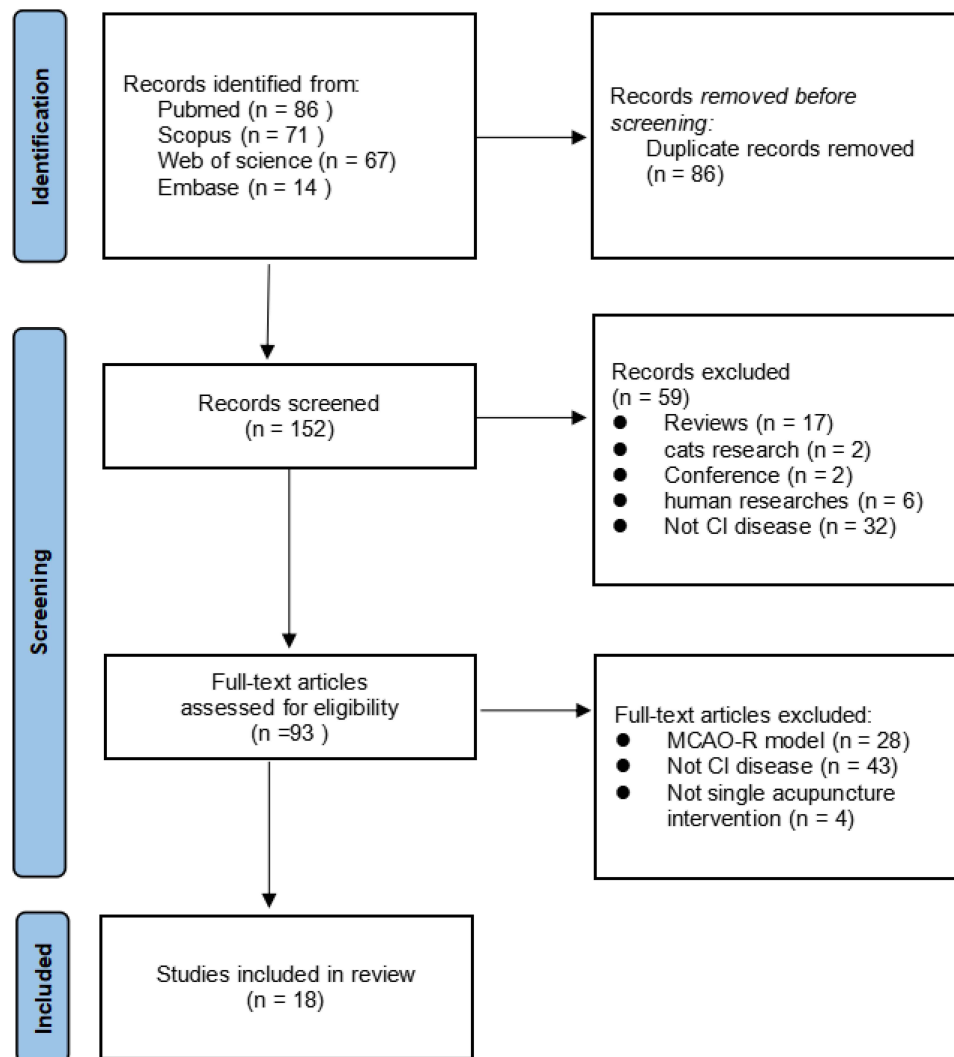 Identification
Records identified from:
Pubmed (n = 86 )
Scopus (n = 71 )
Web of science (n = 67)
Embase (n = 14 )
Records removed before
screening:
Duplicate records removed
(n = 86)
Screening
Records screened
(n = 152)
Records excluded
(n = 59)
● Reviews (n = 17)
● cats research (n = 2)
● Conference (n = 2)
● human researches (n = 6)
● Not CI disease (n = 32)
Full-text articles
assessed for eligibility
(n =93 )
Full-text articles excluded:
● MCAO-R model (n = 28)
● Not CI disease (n = 43)
● Not single acupuncture
intervention (n = 4)
Included
Studies included in review
(n = 18)